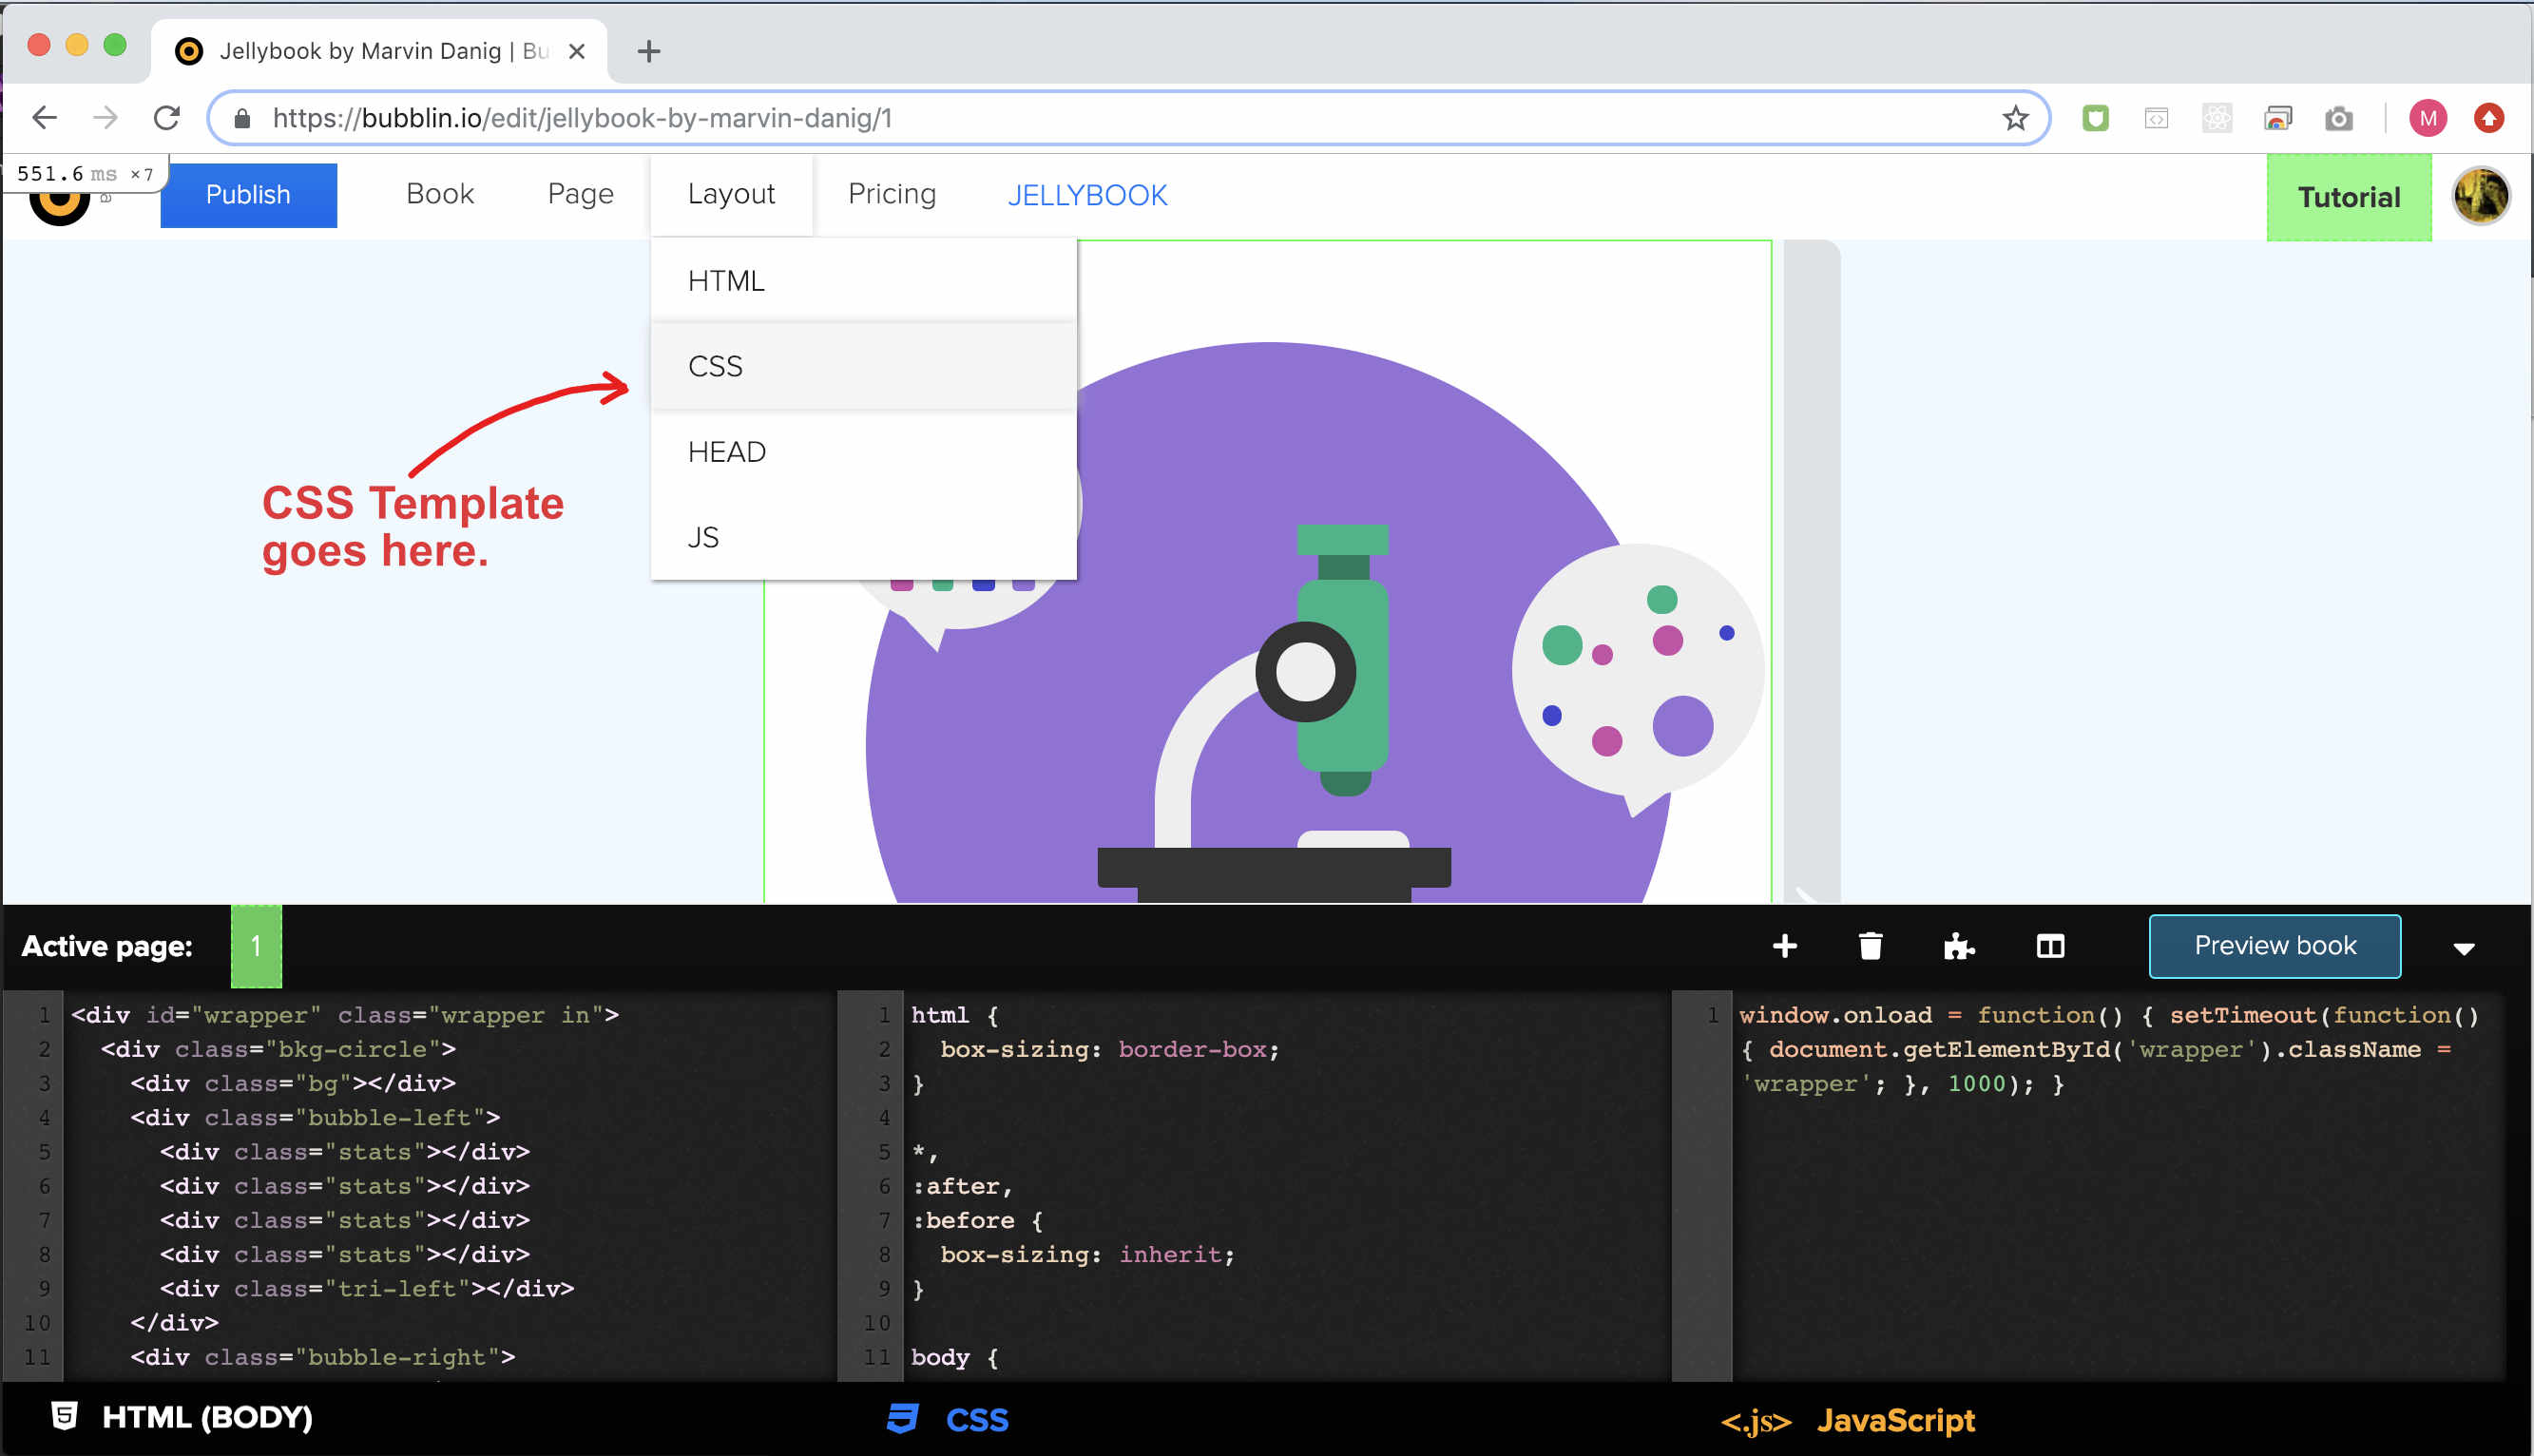 Jellybook by Marvin Danig | Bu
https://bubblin.io/edit/jellybook-by-marvin-danig/1
M
551.6 ms ×7
Publish
Book
Page
Layout
Pricing
JELLYBOOK
Tutorial
HTML
CSS
HEAD
JS
CSS Template
goes here.
Active page:
1
Preview book
1 <div id="wrapper" class="wrapper in">
2 <div class="bkg-circle">
3 <div class="bg"></div>
4 <div class="bubble-left">
5 <div class="stats"></div>
6 <div class="stats"></div>
7 <div class="stats"></div>
8 <div class="stats"></div>
9 <div class="tri-left"></div>
10 </div>
11 <div class="bubble-right">
1 html {
2 box-sizing: border-box;
3 }
4
5 *,
6 :after,
7 :before {
8 box-sizing: inherit;
9 }
10
11 body {
1 window.onload = function() { setTimeout(function()
{ document.getElementById('wrapper').className =
'wrapper'; }, 1000); }
HTML (BODY)
CSS
<.js> JavaScript